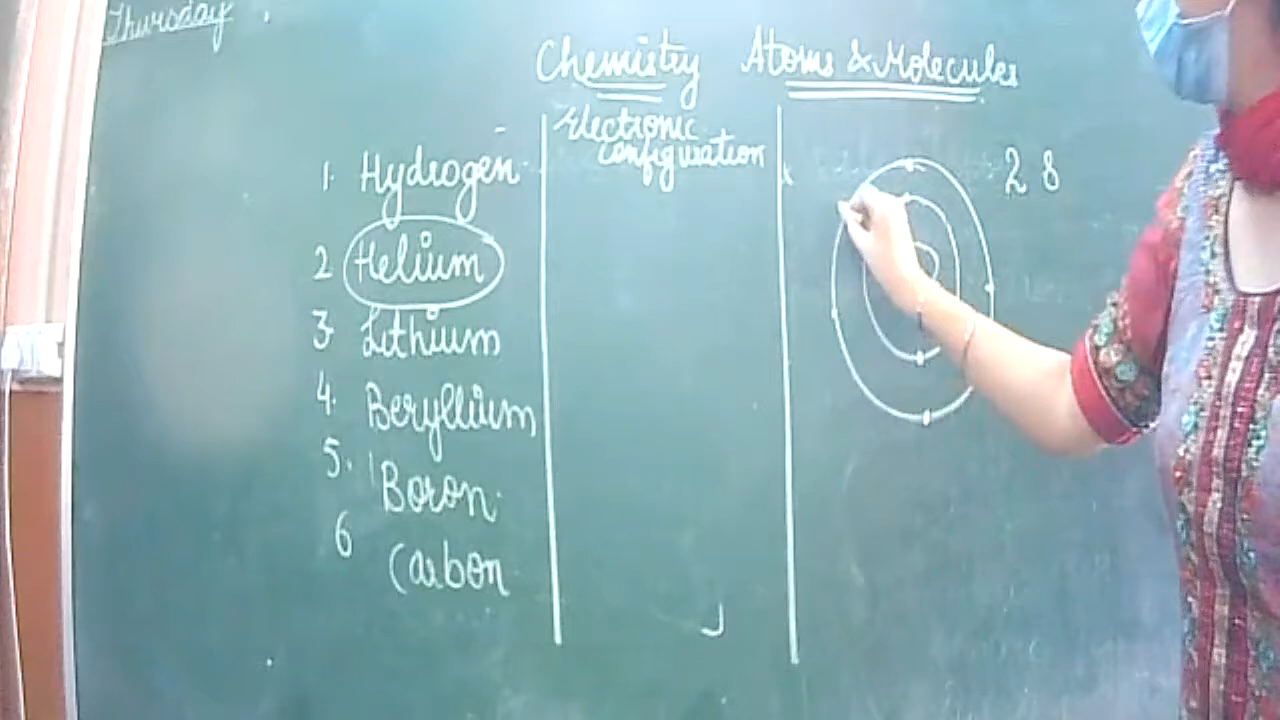 Thursday
Chemistry Atoms & Molecules
Electronic
configuration
1. Hydrogen
2 Helium
3. Lithium
4. Beryllium
5. Boron
6 Carbon
2 8